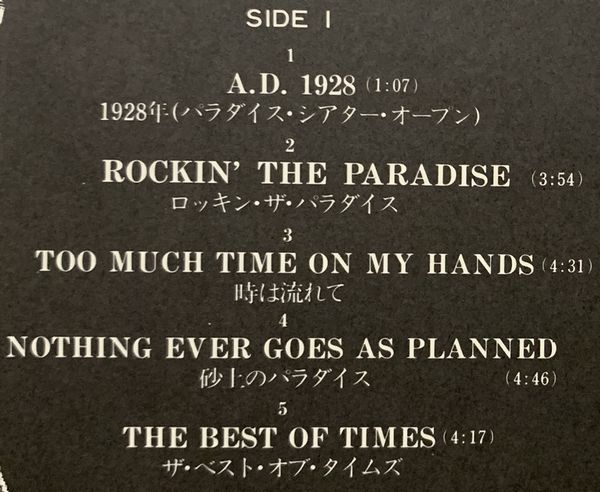 SIDE 1
1
A.D. 1928 (1:07)
1928年(パラダイス・シアター・オープン)
2
ROCKIN' THE PARADISE (3:54)
ロッキン・ザ・パラダイス
3
TOO MUCH TIME ON MY HANDS (4:31)
時は流れて
4
NOTHING EVER GOES AS PLANNED
砂上のパラダイス (4:46)
5
THE BEST OF TIMES (4:17)
ザ・ベスト・オブ・タイムズ